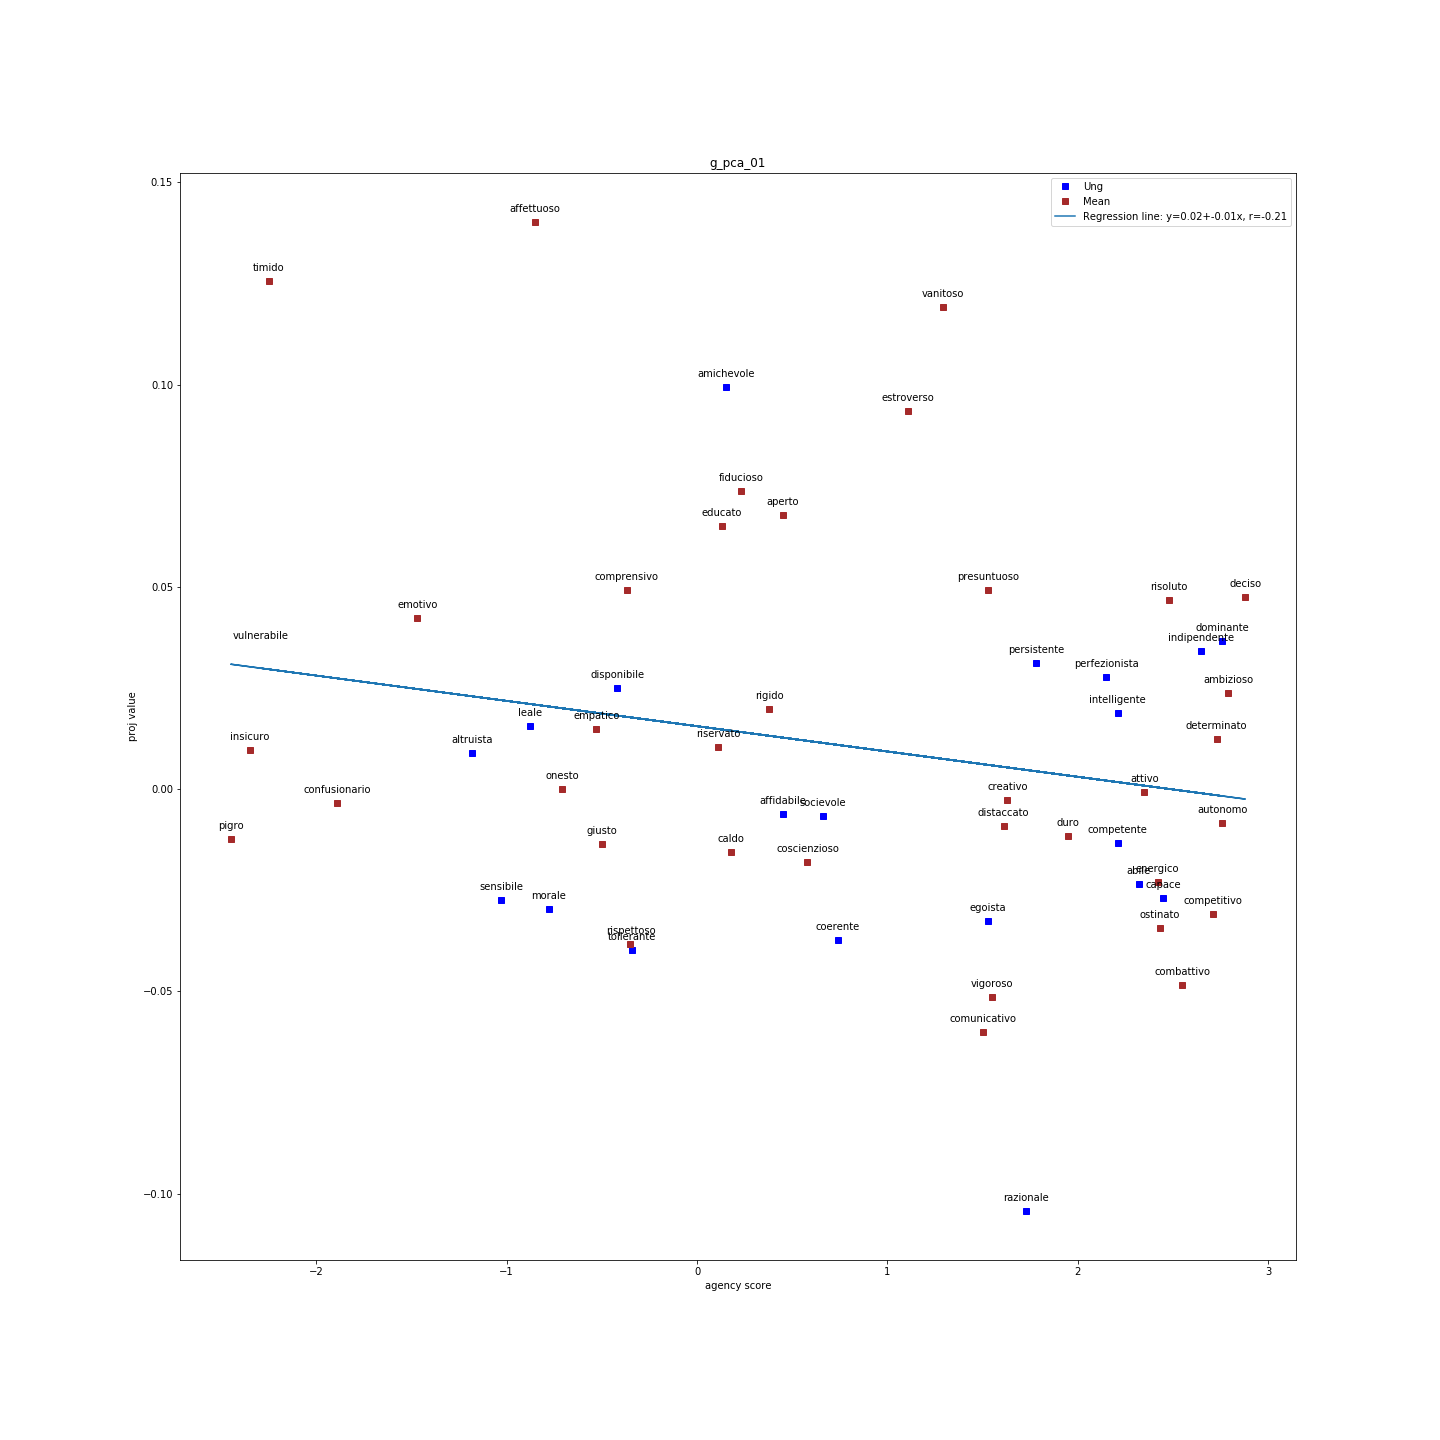 g_pca_01
0.15
0.10
0.05
0.00
−0.05
−0.10
proj value
−2
−1
0
1
2
3
agency score
Ung
Mean
Regression line: y=0.02+-0.01x, r=-0.21
affettuoso
timido
vanitoso
amichevole
estroverso
fiducioso
aperto
educato
comprensivo
presuntuoso
risoluto
deciso
emotivo
dominante
vulnerabile
indipendente
persistente
perfezionista
disponibile
ambizioso
rigido
intelligente
leale
empatico
riservato
determinato
insicuro
altruista
onesto
attivo
confusionario
creativo
affidabile
socievole
distaccato
autonomo
pigro
giusto
duro
competente
caldo
coscienzioso
energico
abile
capace
sensibile
morale
competitivo
egoista
ostinato
rispettoso
tollerante
coerente
combattivo
vigoroso
comunicativo
razionale